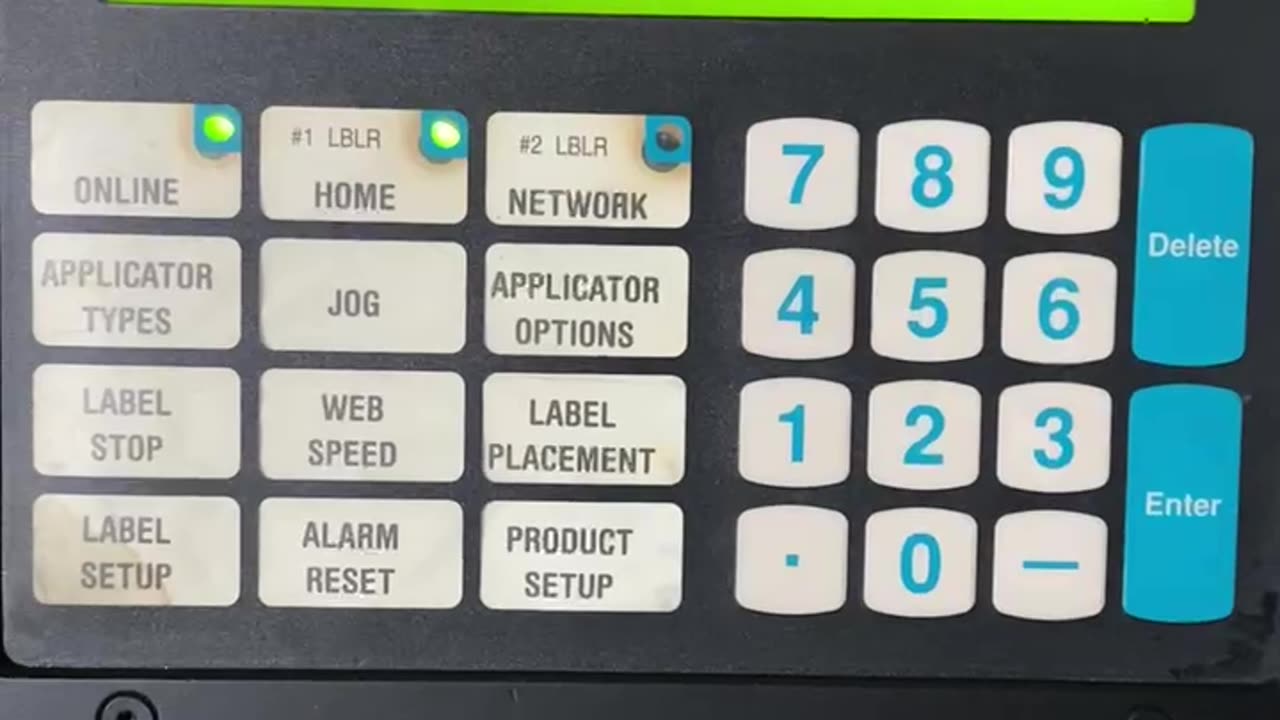 ONLINE
#1 LBLR
HOME
#2 LBLR
NETWORK
APPLICATOR
TYPES
JOG
APPLICATOR
OPTIONS
LABEL
STOP
WEB
SPEED
LABEL
PLACEMENT
LABEL
SETUP
ALARM
RESET
PRODUCT
SETUP
7 8 9
Delete
4 5 6
1 2 3
Enter
. 0 —